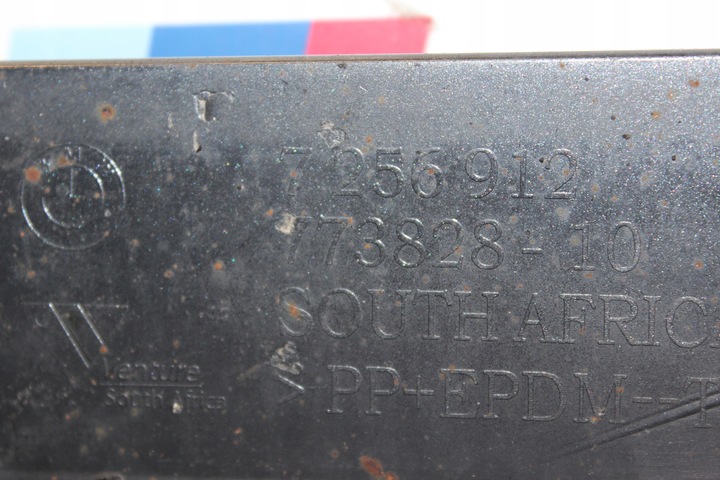 7 256 912
773828-10
SOUTH AFRIC
Venture
South Africa
>PP+EPDM--T